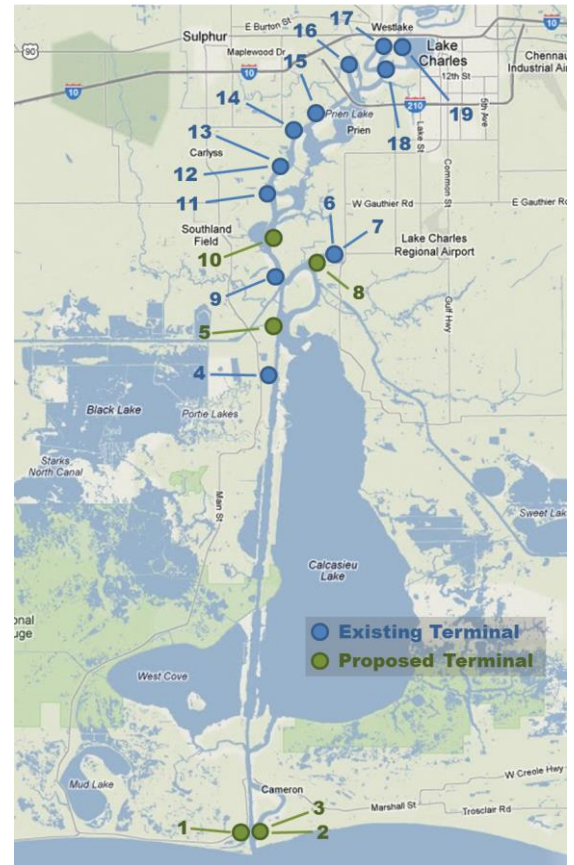 17
E Burton St
Westlake
10
Sulphur
16
90
Maplewood Dr
Lake
Charles
Chennau
Industrial Air
10
12th St
10
15
210
5th Ave
19
14
Prien Lake
Prien
18
Lake St
13
Carlyss
12
Common St
11
W Gauthier Rd
E Gauthier Rd
6
7
Southland
Field
Lake Charles
Regional Airport
10
8
9
Gulf Hwy
5
4
Black Lake
Portie Lakes
Starks
North Canal
Main St
Sweet Lak
Calcasieu
Lake
onal
uge
Existing Terminal
Proposed Terminal
West Cove
Mud Lake
W Creole Hwy
Cameron
3
Marshall St
Trosclair Rd
1
2